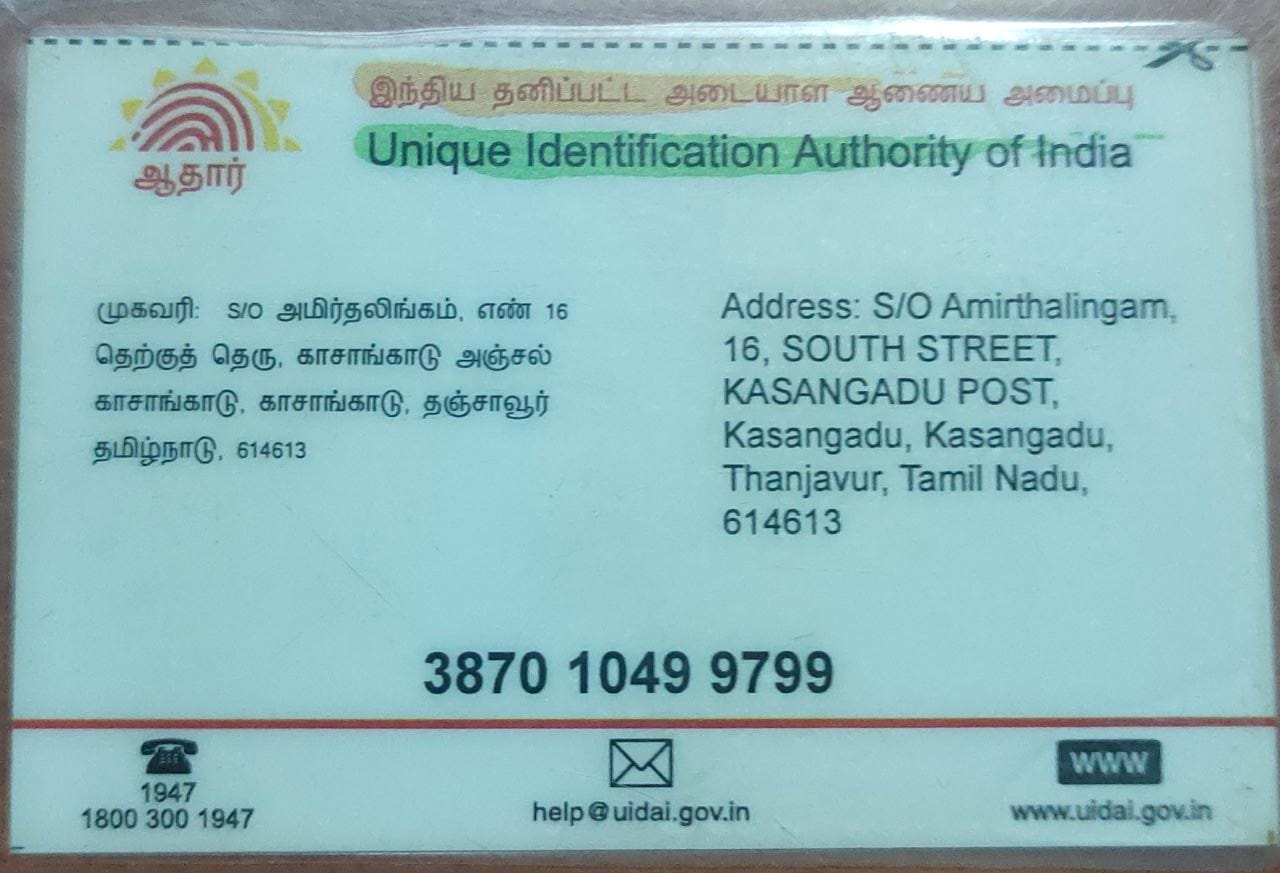 ஆதார்
இந்திய தனிப்பட்ட அடையாள ஆணைய அமைப்பு
Unique Identification Authority of India
முகவரி: S/O அமிர்தலிங்கம், எண் 16
தெற்குத் தெரு, காசாங்காடு அஞ்சல்
காசாங்காடு, காசாங்காடு, தஞ்சாவூர்
தமிழ்நாடு, 614613
Address: S/O Amirthalingam,
16, SOUTH STREET,
KASANGADU POST,
Kasangadu, Kasangadu,
Thanjavur, Tamil Nadu,
614613
3870 1049 9799
1947
1800 300 1947
help@uidai.gov.in
WWW
www.uidai.gov.in